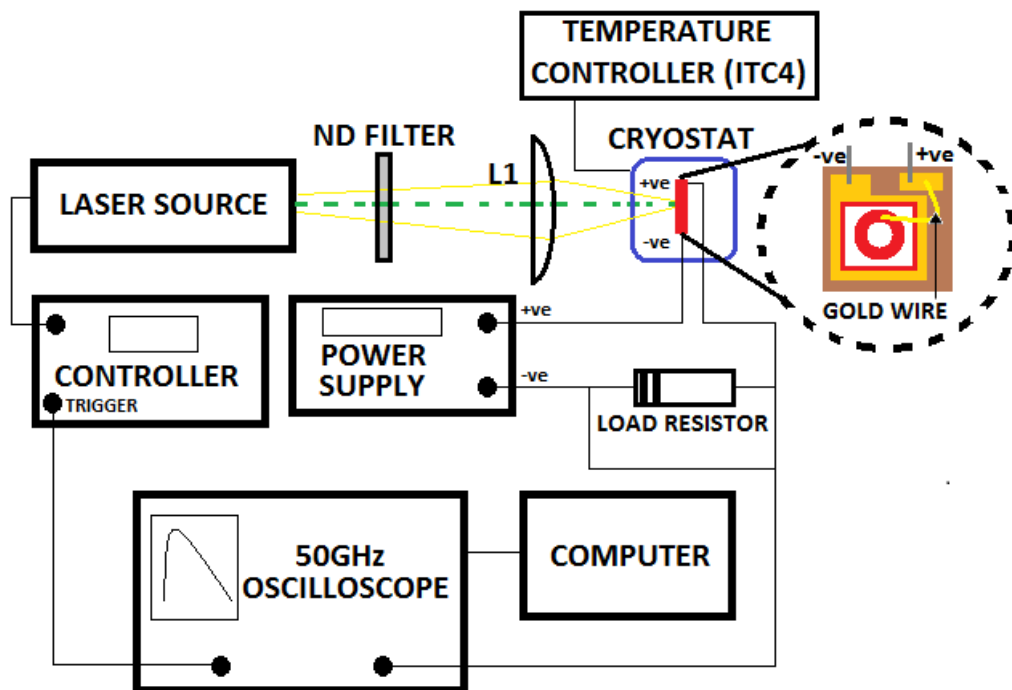 TEMPERATURE
CONTROLLER (ITC4)
ND FILTER
CRYOSTAT
L1
LASER SOURCE
+ve
-ve
-ve
+ve
GOLD WIRE
CONTROLLER
TRIGGER
POWER
SUPPLY
+ve
-ve
LOAD RESISTOR
50GHz
OSCILLOSCOPE
COMPUTER